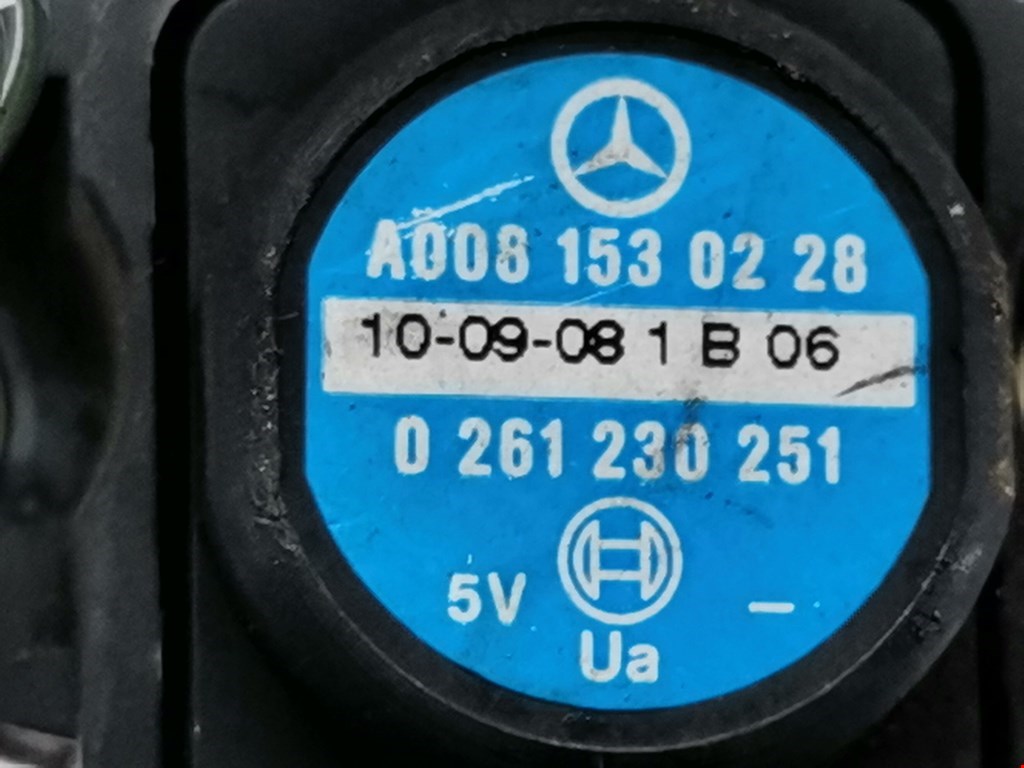 A008 153 02 28
10-09-08 1 B 06
0 261 230 251
5V –
Ua